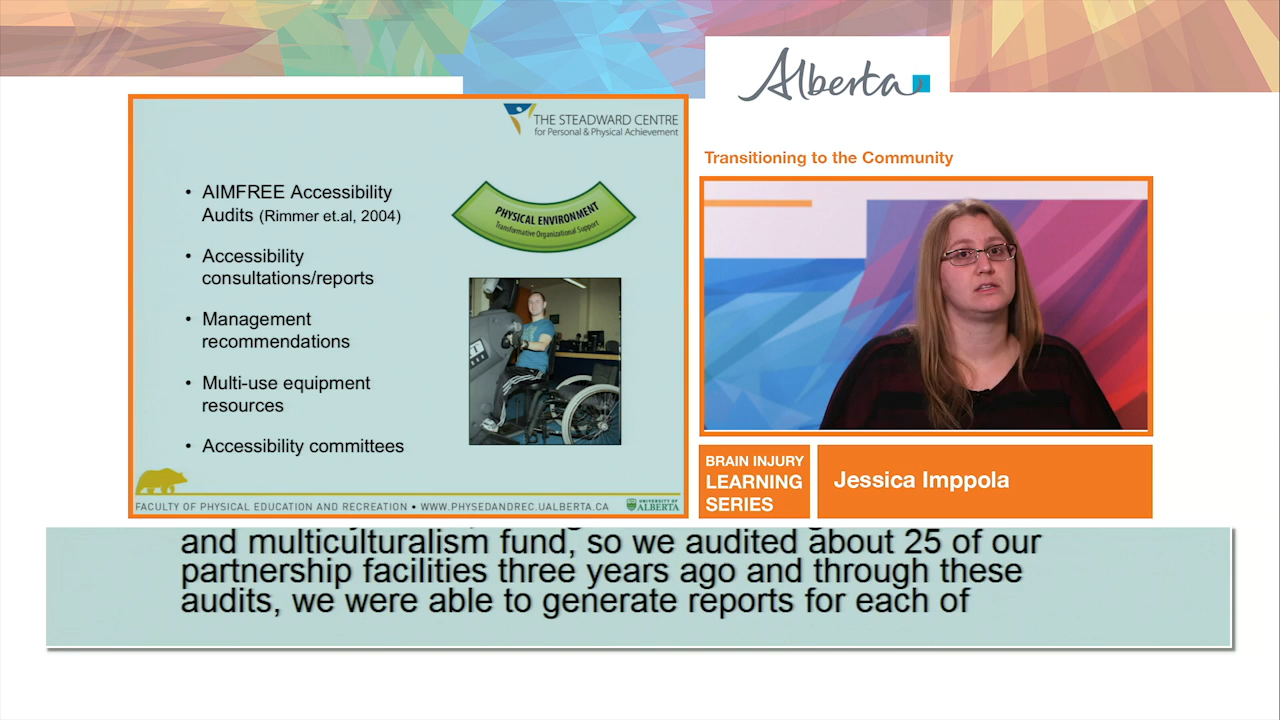 Alberta
THE STEADWARD CENTRE
for Personal & Physical Achievement
• AIMFREE Accessibility
Audits (Rimmer et.al, 2004)
• Accessibility
consultations/reports
• Management
recommendations
• Multi-use equipment
resources
• Accessibility committees
PHYSICAL ENVIRONMENT
Transformative Organizational Support
FACULTY OF PHYSICAL EDUCATION AND RECREATION • WWW.PHYSEDANDREC.UALBERTA.CA
UNIVERSITY OF
ALBERTA
Transitioning to the Community
BRAIN INJURY
LEARNING
SERIES
Jessica Imppola
and multiculturalism fund, so we audited about 25 of our
partnership facilities three years ago and through these
audits, we were able to generate reports for each of